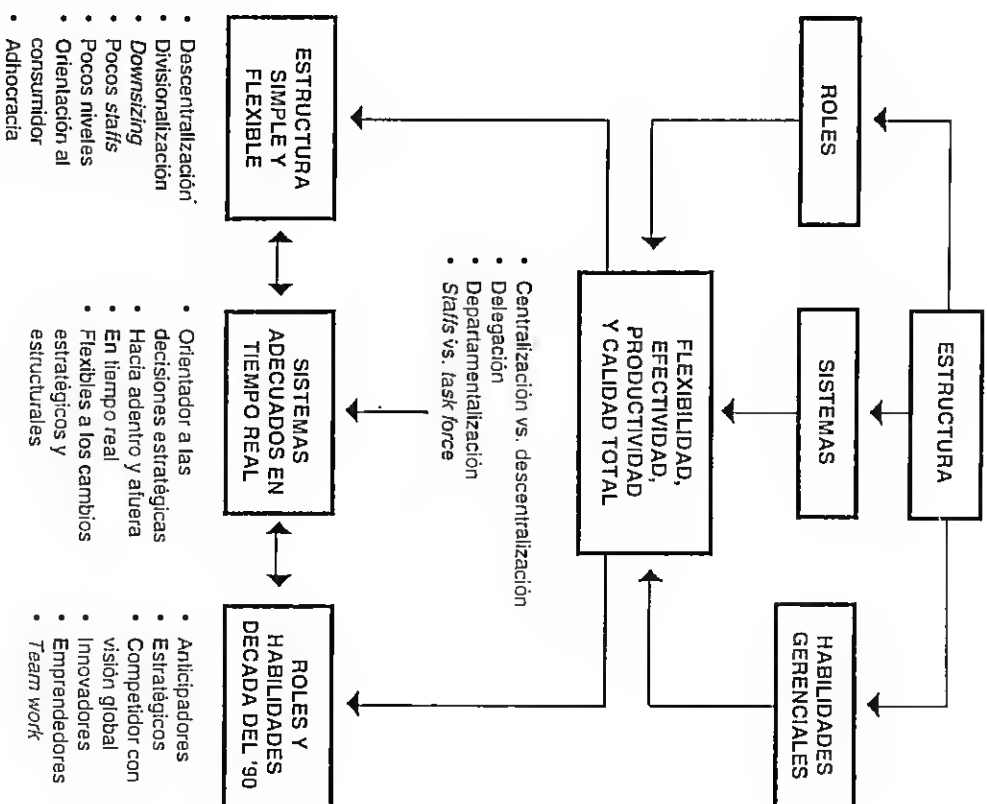 ESTRUCTURA
ROLES
SISTEMAS
HABILIDADES
GERENCIALES
FLEXIBILIDAD,
EFECTIVIDAD,
PRODUCTIVIDAD
Y CALIDAD TOTAL
• Centralización vs. descentralización
• Delegación
• Departamentalización
• Staffs vs. task force
ESTRUCTURA
SIMPLE Y
FLEXIBLE
SISTEMAS
ADECUADOS EN
TIEMPO REAL
ROLES Y
HABILIDADES
DECADA DEL '90
• Descentralización
• Divisionalización
• Downsizing
• Pocos staffs
• Pocos niveles
• Orientación al
consumidor
• Adhocracia
• Orientador a las
decisiones estratégicas
• Hacia adentro y afuera
• En tiempo real
• Flexibles a los cambios
estratégicos y
estructurales
• Anticipadores
• Estratégicos
• Competidor con
visión global
• Innovadores
• Emprendedores
• Team work